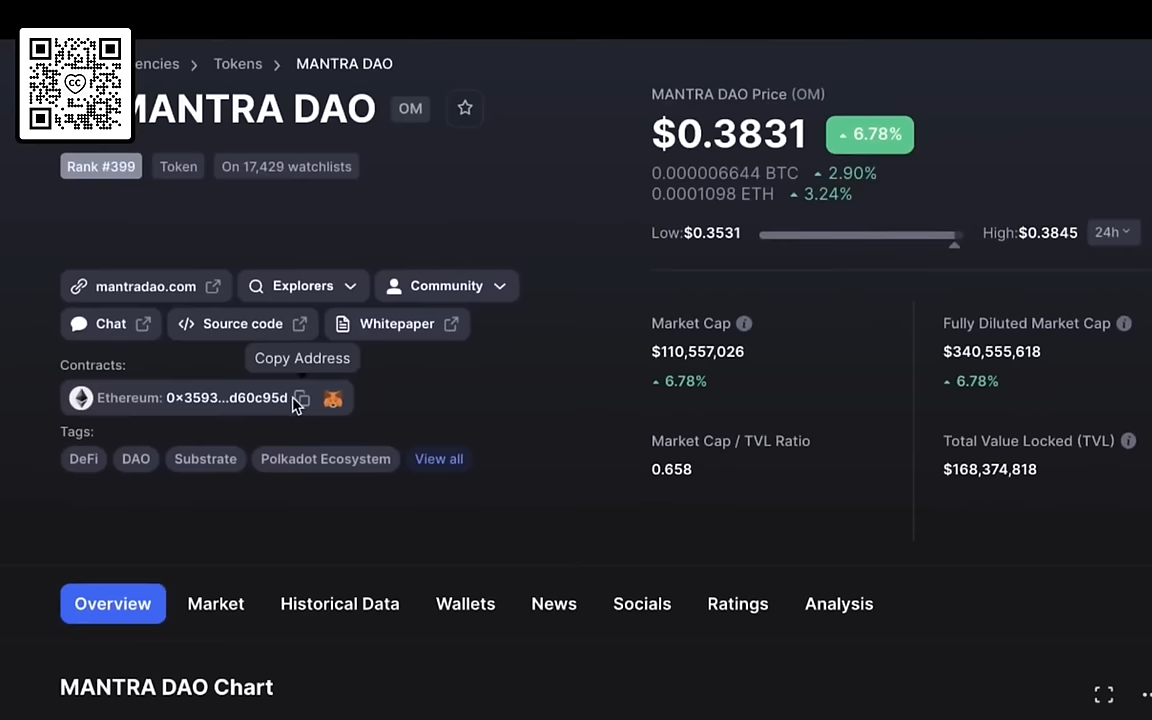 encies > Tokens > MANTRA DAO
MANTRA DAO OM
Rank #399 Token On 17,429 watchlists
mantradao.com Explorers Community
Chat Source code Whitepaper
Copy Address
Contracts:
Ethereum: 0x3593...d60c95d
Tags:
DeFi DAO Substrate Polkadot Ecosystem View all
MANTRA DAO Price (OM)
$0.3831 6.78%
0.000006644 BTC 2.90%
0.0001098 ETH 3.24%
Low:$0.3531 High:$0.3845 24h
Market Cap
$110,557,026
6.78%
Fully Diluted Market Cap
$340,555,618
6.78%
Market Cap / TVL Ratio
0.658
Total Value Locked (TVL)
$168,374,818
Overview Market Historical Data Wallets News Socials Ratings Analysis
MANTRA DAO Chart